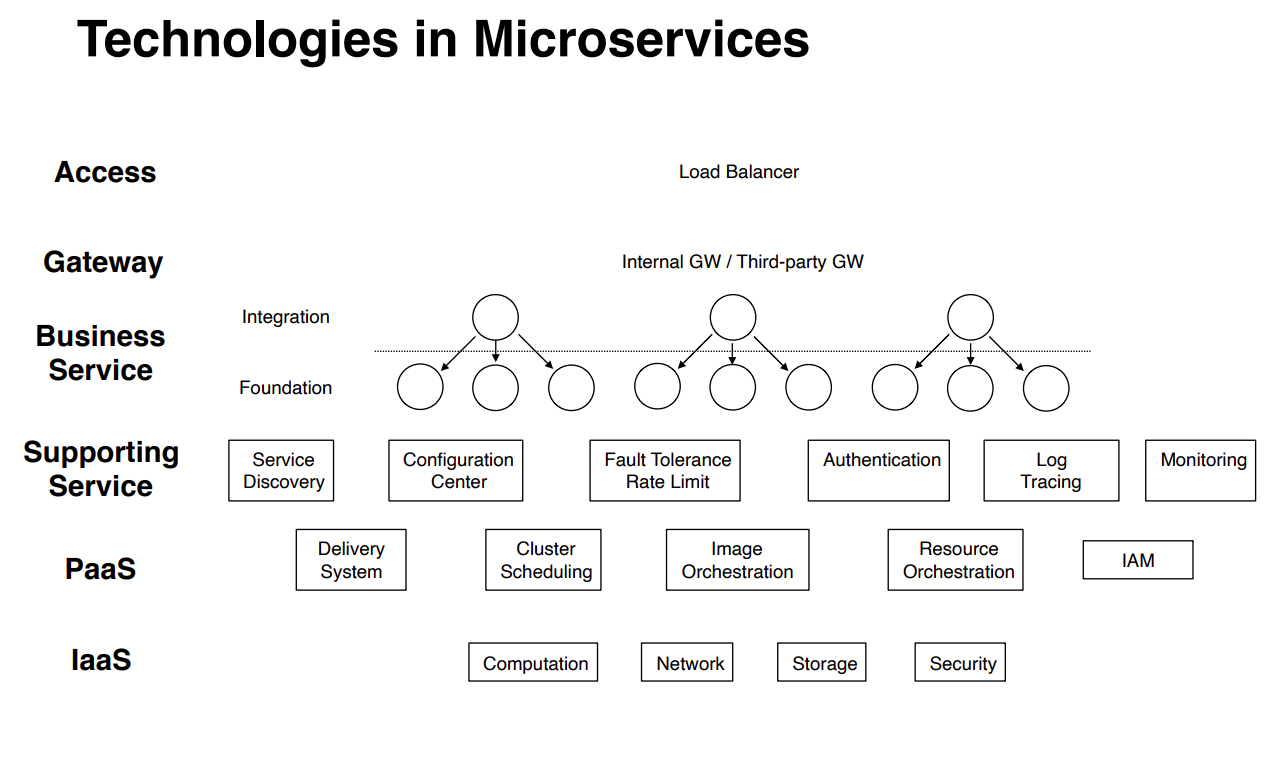 Technologies in Microservices
Access
Load Balancer
Gateway
Internal GW / Third-party GW
Business
Service
Integration
Foundation
Supporting
Service
Service
Discovery
Configuration
Center
Fault Tolerance
Rate Limit
Authentication
Log
Tracing
Monitoring
PaaS
Delivery
System
Cluster
Scheduling
Image
Orchestration
Resource
Orchestration
IAM
IaaS
Computation
Network
Storage
Security